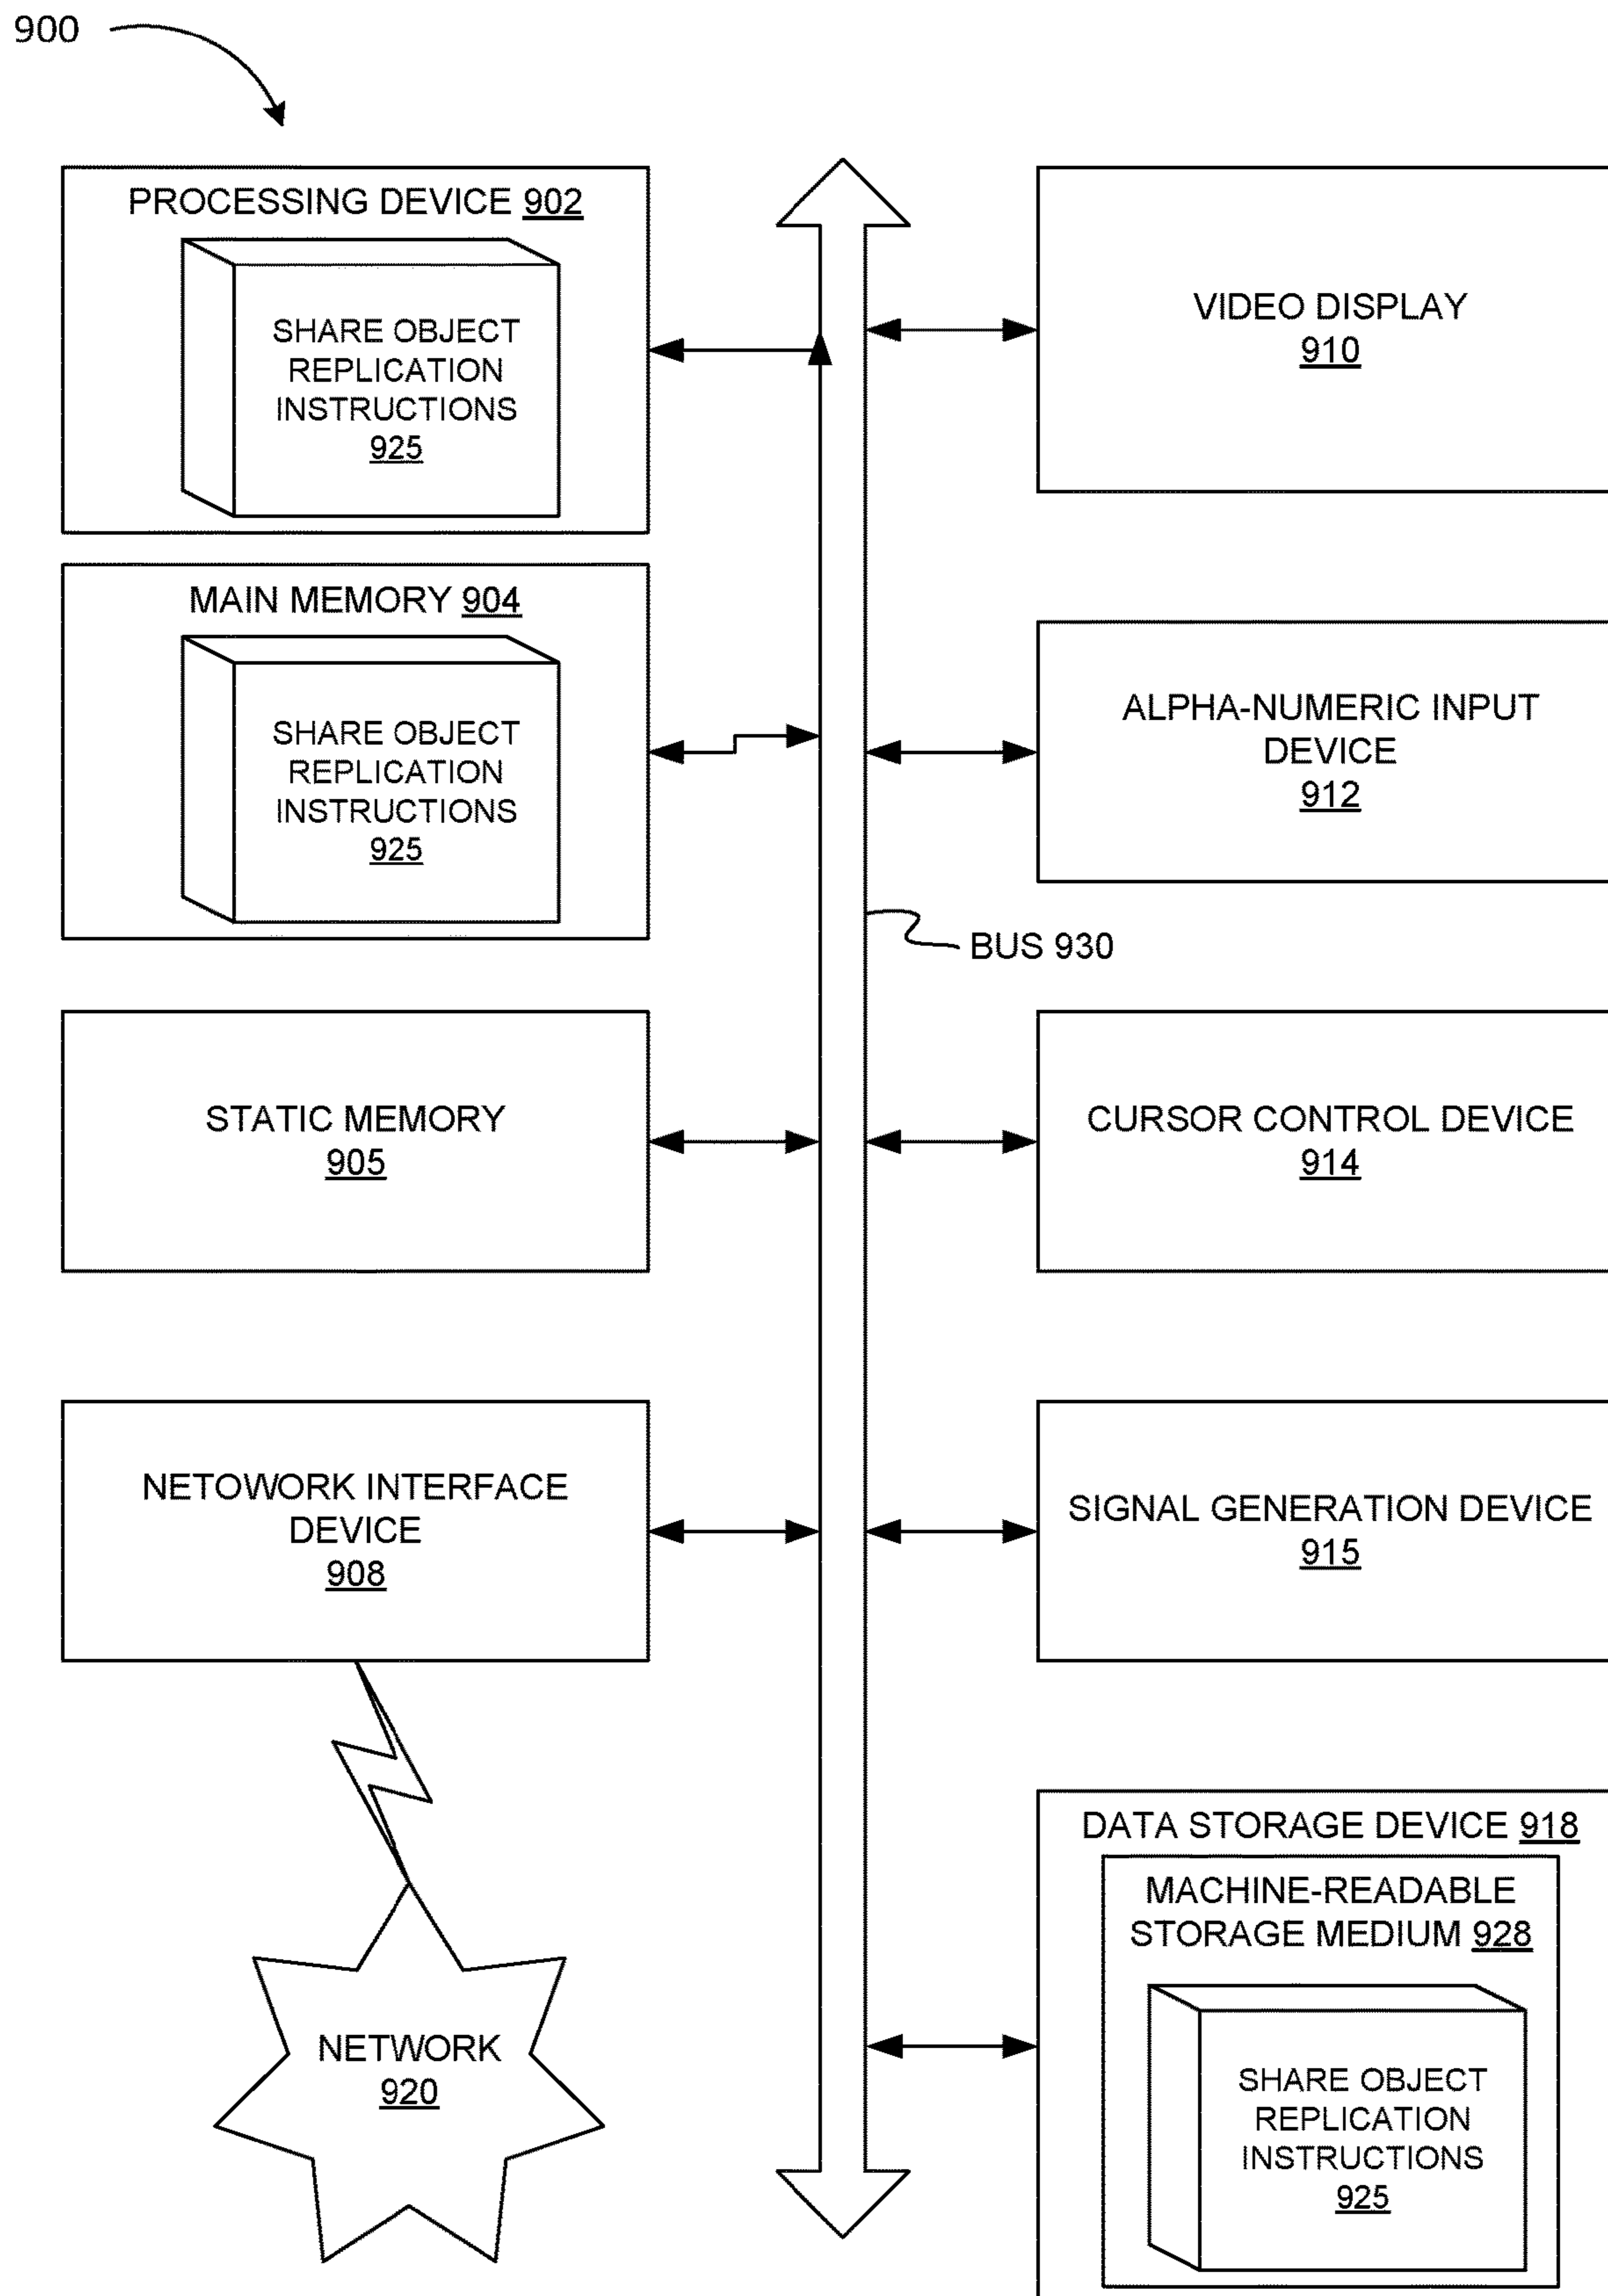 900
PROCESSING DEVICE 902
SHARE OBJECT
REPLICATION
INSTRUCTIONS
925
MAIN MEMORY 904
SHARE OBJECT
REPLICATION
INSTRUCTIONS
925
STATIC MEMORY
905
NETOWORK INTERFACE
DEVICE
908
NETWORK
920
BUS 930
VIDEO DISPLAY
910
ALPHA-NUMERIC INPUT
DEVICE
912
CURSOR CONTROL DEVICE
914
SIGNAL GENERATION DEVICE
915
DATA STORAGE DEVICE 918
MACHINE-READABLE
STORAGE MEDIUM 928
SHARE OBJECT
REPLICATION
INSTRUCTIONS
925